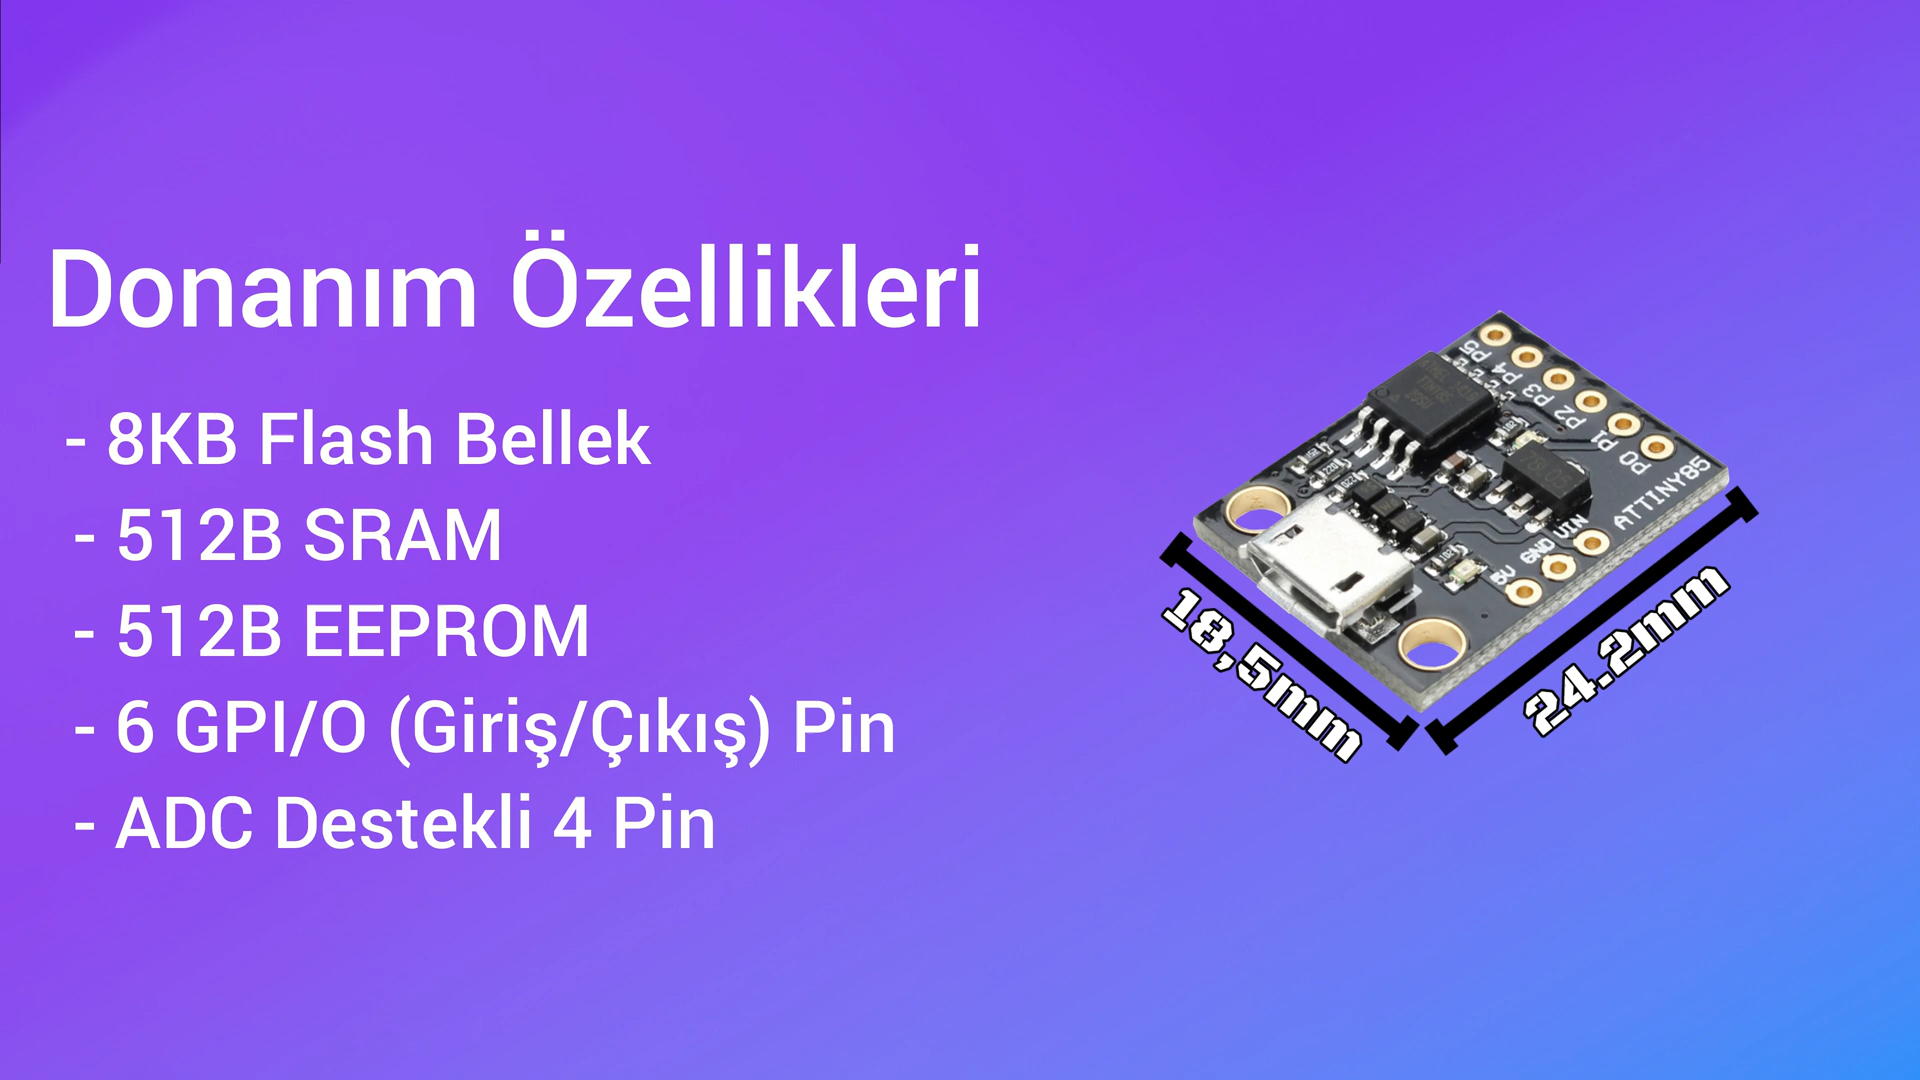 Donanım Özellikleri
- 8KB Flash Bellek
- 512B SRAM
- 512B EEPROM
- 6 GPI/O (Giriş/Çıkış) Pin
- ADC Destekli 4 Pin
P5
P4
P3
P2
P1
P0
ATTINY85
78L05
VIN
GND
5V
18,5mm
24.2mm